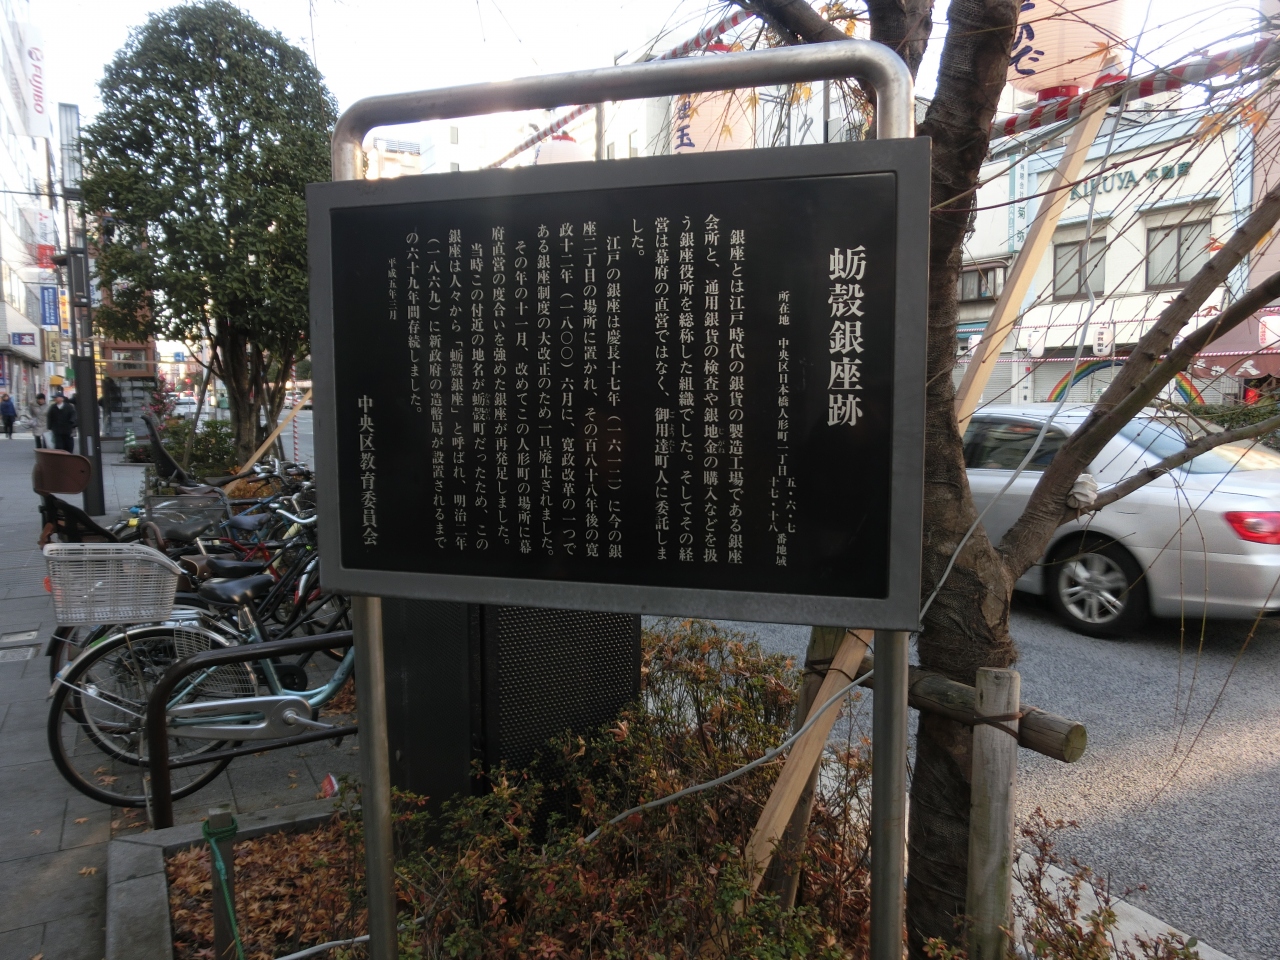 蛎殻銀座跡
所在地 中央区日本橋人形町一丁目 五・六・七 十七・十八 番地域
銀座とは江戸時代の銀貨の製造工場である銀座
会所と、通用銀貨の検査や銀地金の購入などを扱
う銀座役所を総称した組織でした。そしてその経
営は幕府の直営ではなく、御用達町人に委託しま
した。
江戸の銀座は慶長十七年（一六一二）に今の銀
座二丁目の場所に置かれ、その百八十八年後の寛
政十二年（一八〇〇）六月に、寛政改革の一つで
ある銀座制度の大改正のため一旦廃止されました。
その年の十一月、改めてこの人形町の場所に幕
府直営の度合いを強めた銀座が再発足しました。
当時この付近の地名が蛎殻町だったため、この
銀座は人々から「蛎殻銀座」と呼ばれ、明治二年
（一八六九）に新政府の造幣局が設置されるまで
の六十九年間存続しました。
平成五年三月
中央区教育委員会
KIKUYA 不動産
FUJIBO